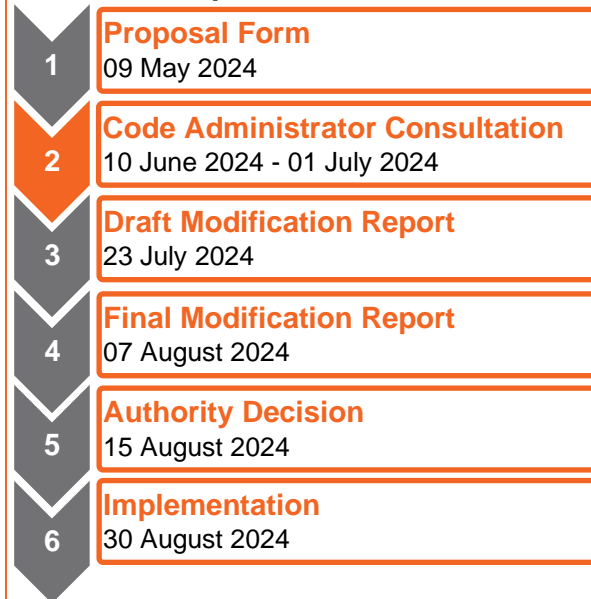 1
Proposal Form
09 May 2024
2
Code Administrator Consultation
10 June 2024 - 01 July 2024
3
Draft Modification Report
23 July 2024
4
Final Modification Report
07 August 2024
5
Authority Decision
15 August 2024
6
Implementation
30 August 2024